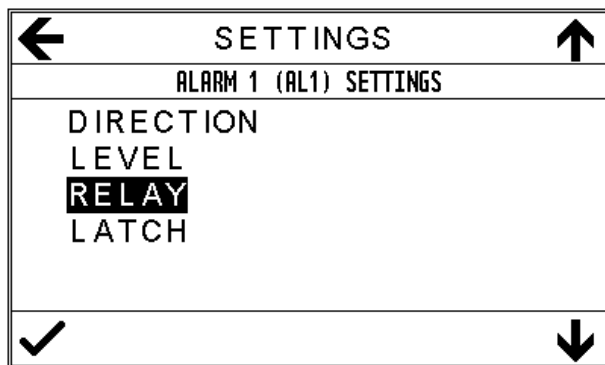 SETTINGS
ALARM 1 (AL1) SETTINGS
DIRECTION
LEVEL
RELAY
LATCH